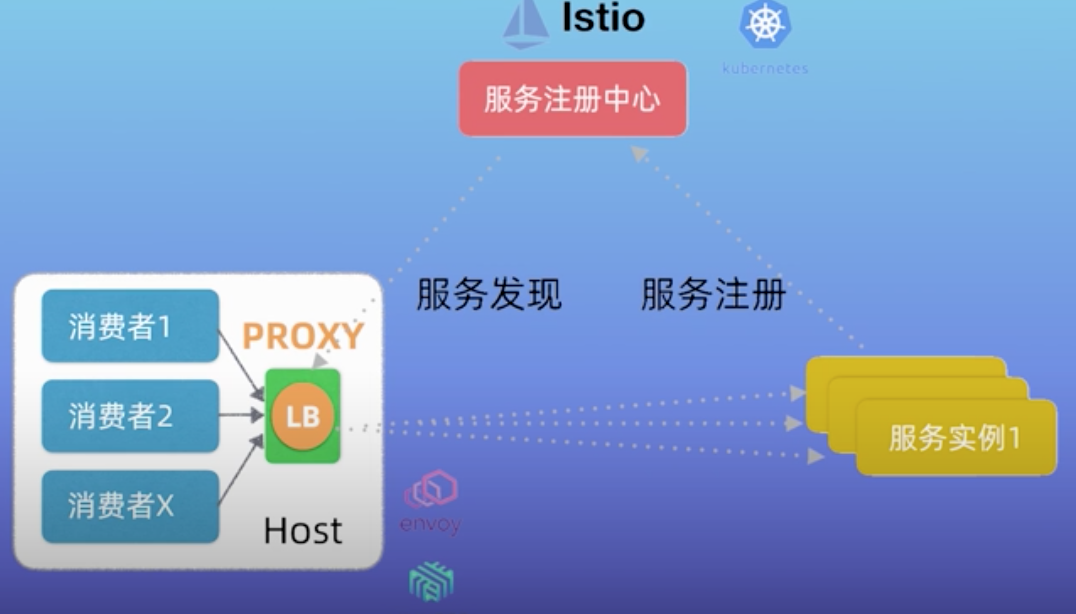 Istio
kubernetes
服务注册中心
服务发现
服务注册
消费者1
PROXY
消费者2
LB
消费者X
Host
envoy
服务实例1